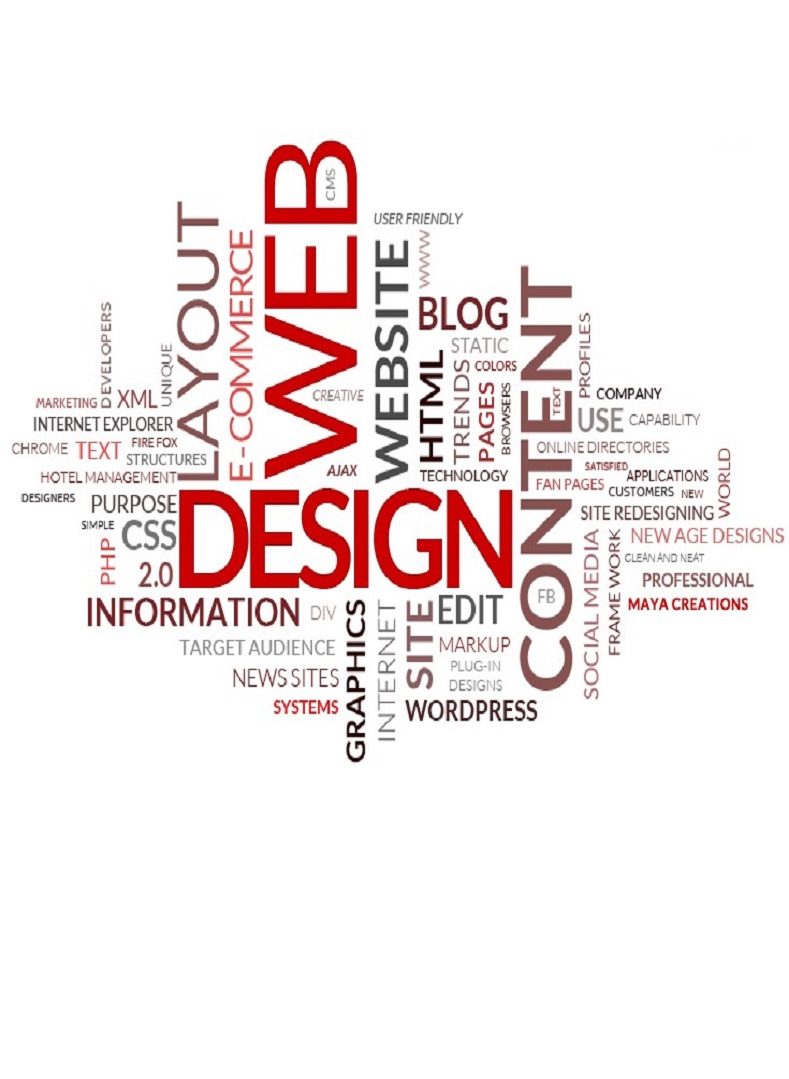 WEB
CMS
USER FRIENDLY
LAYOUT
E-COMMERCE
WEBSITE
WWW
BLOG
STATIC
COLORS
HTML
TRENDS
PAGES
BROWSERS
CONTENT
TEXT
PROFILES
DEVELOPERS
UNIQUE
CREATIVE
AJAX
TECHNOLOGY
MARKETING
XML
INTERNET EXPLORER
CHROME
TEXT
FIRE FOX
STRUCTURES
HOTEL MANAGEMENT
DESIGNERS
PURPOSE
SIMPLE
CSS
PHP
2.0
DESIGN
COMPANY
USE
CAPABILITY
ONLINE DIRECTORIES
SATISFIED
APPLICATIONS
FAN PAGES
CUSTOMERS
NEW
WORLD
SITE REDESIGNING
NEW AGE DESIGNS
CLEAN AND NEAT
PROFESSIONAL
MAYA CREATIONS
SOCIAL MEDIA
FRAME WORK
FB
INFORMATION
DIV
GRAPHICS
INTERNET
SITE
EDIT
TARGET AUDIENCE
MARKUP
NEWS SITES
PLUG-IN
DESIGNS
SYSTEMS
WORDPRESS